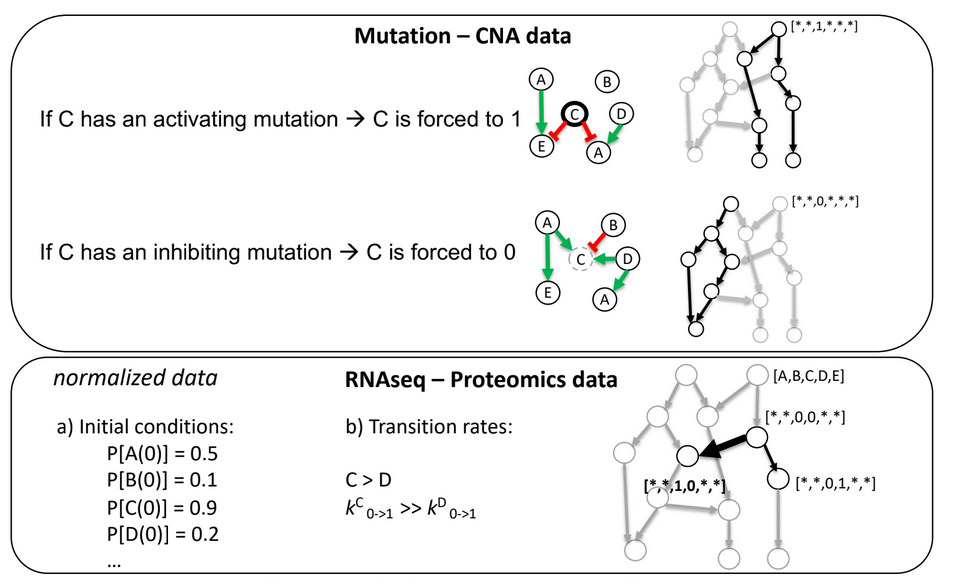 Mutation – CNA data
[*,*,1,*,*,*]
A
B
If C has an activating mutation → C is forced to 1
C
D
E
A
[*,*,0,*,*,*]
A
B
If C has an inhibiting mutation → C is forced to 0
C
D
E
A
normalized data
RNAseq – Proteomics data
[A,B,C,D,E]
a) Initial conditions:
b) Transition rates:
[*,*,0,0,*,*]
P[A(0)] = 0.5
P[B(0)] = 0.1
C > D
[*,*,1,0,*,*]
[*,*,0,1,*,*]
P[C(0)] = 0.9
k^C 0->1 >> k^D 0->1
P[D(0)] = 0.2
...